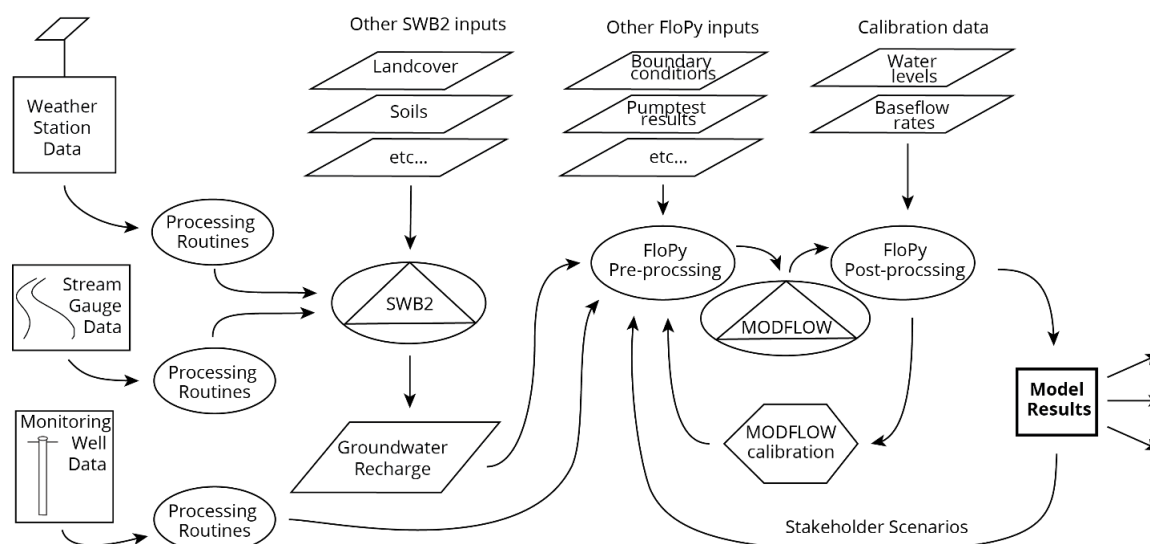 Other SWB2 inputs
Other FloPy inputs
Calibration data
Landcover
Soils
etc...
Boundary
conditions
Pumptest
results
etc...
Water
levels
Baseflow
rates
Weather
Station
Data
Processing
Routines
Stream
Gauge
Data
Processing
Routines
Monitoring
Well
Data
Processing
Routines
SWB2
Groundwater
Recharge
FloPy
Pre-procssing
MODFLOW
FloPy
Post-procssing
MODFLOW
calibration
Model
Results
Stakeholder Scenarios